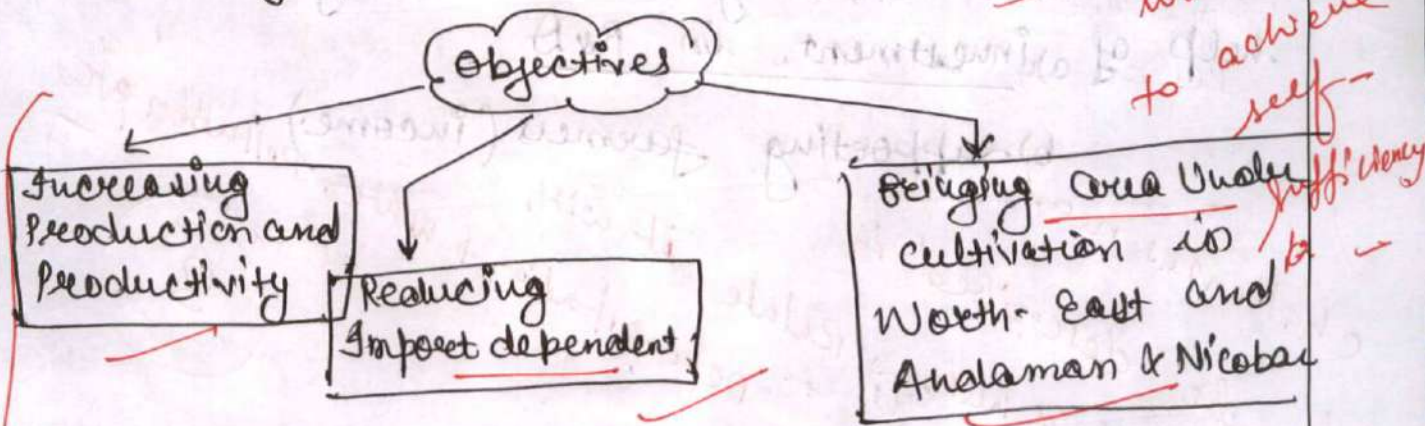 Objectives
Increasing
Production and
Productivity
Reducing
Import dependent
Bringing area Under
cultivation in
North-East and
Andaman & Nicobar
to achieve
self-
sufficiency